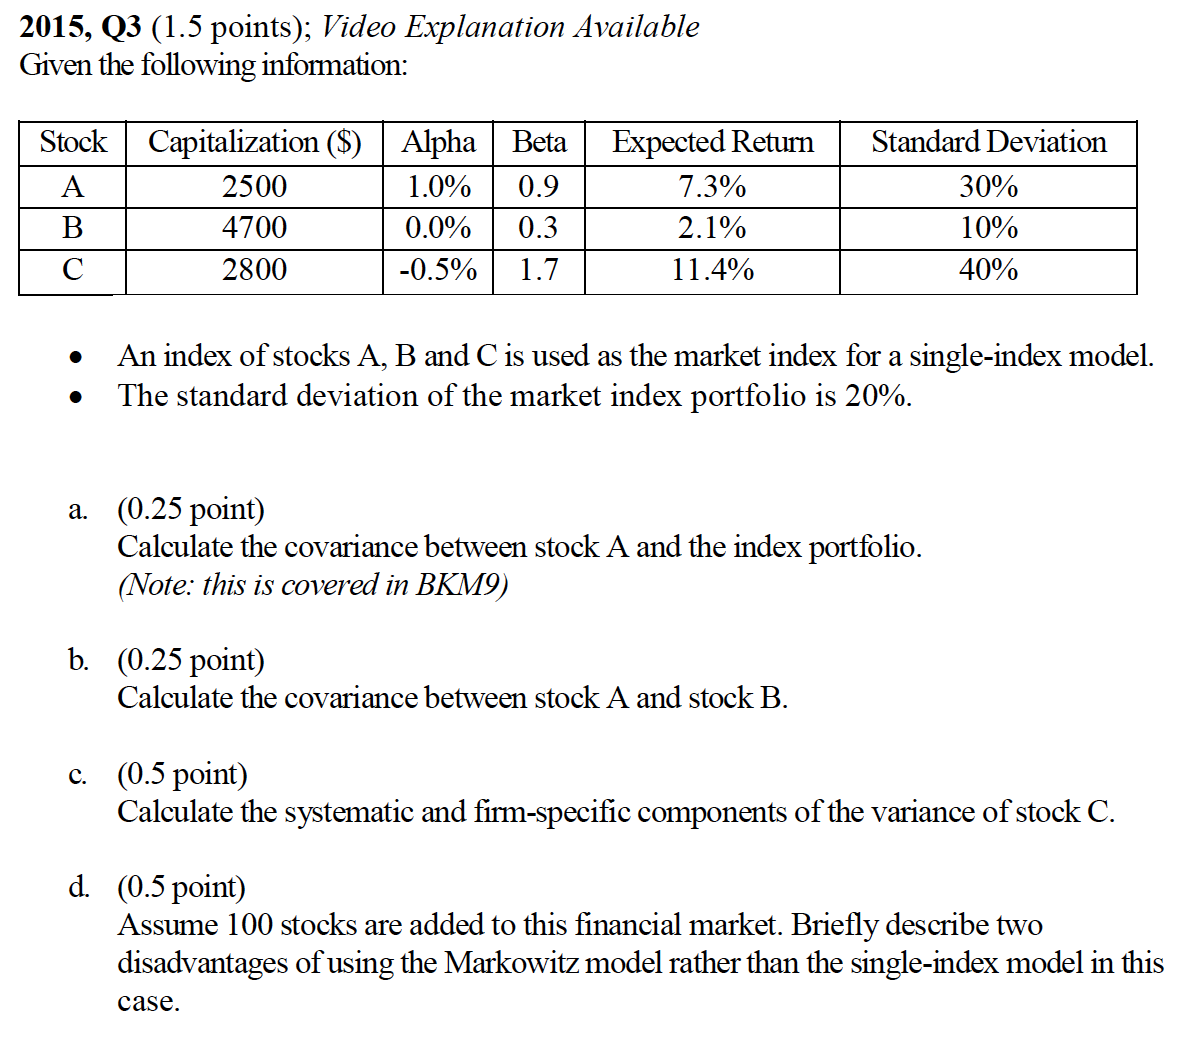 2015, Q3 (1.5 points); Video Explanation Available
Given the following information:
Stock Capitalization ($) Alpha Beta Expected Return Standard Deviation
A 2500 1.0% 0.9 7.3% 30%
B 4700 0.0% 0.3 2.1% 10%
C 2800 -0.5% 1.7 11.4% 40%
• An index of stocks A, B and C is used as the market index for a single-index model.
• The standard deviation of the market index portfolio is 20%.
a. (0.25 point)
Calculate the covariance between stock A and the index portfolio.
(Note: this is covered in BKM9)
b. (0.25 point)
Calculate the covariance between stock A and stock B.
c. (0.5 point)
Calculate the systematic and firm-specific components of the variance of stock C.
d. (0.5 point)
Assume 100 stocks are added to this financial market. Briefly describe two
disadvantages of using the Markowitz model rather than the single-index model in this
case.